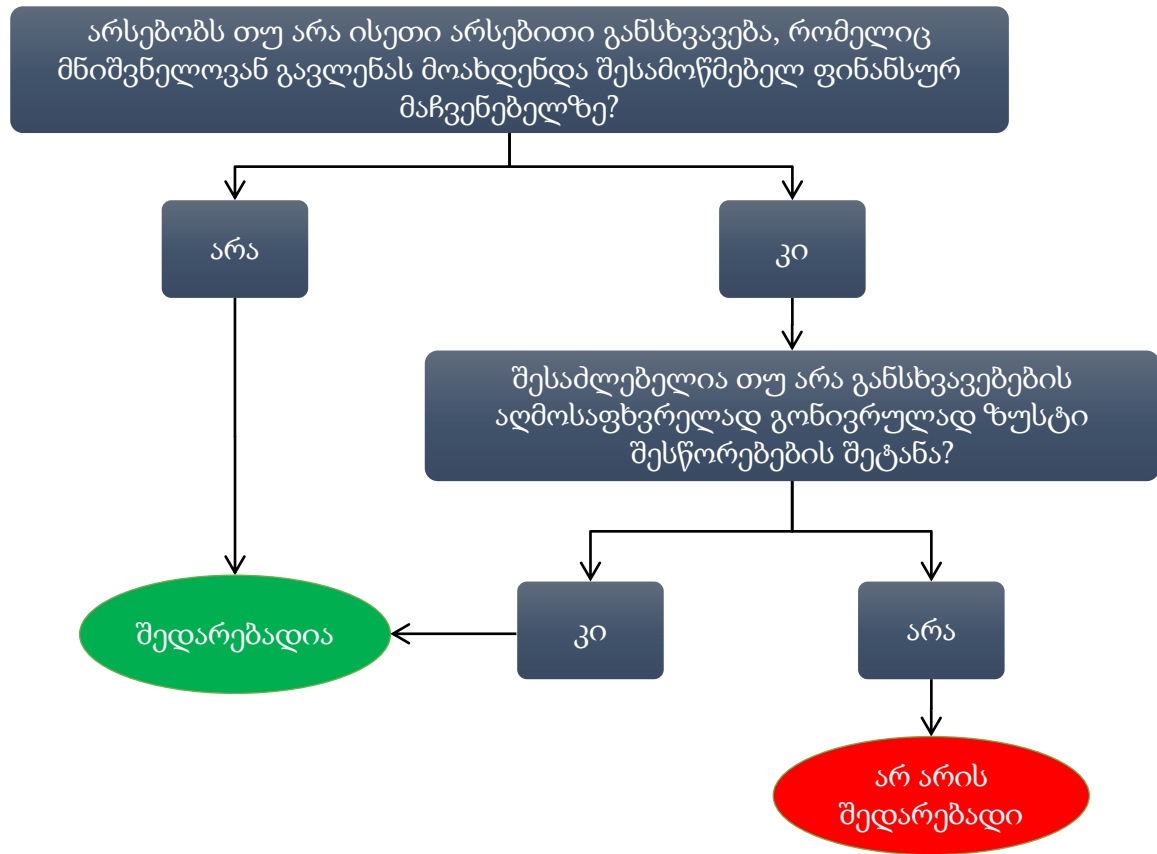 არსებობს თუ არა ისეთი არსებითი განსხვავება, რომელიც
მნიშვნელოვან გავლენას მოახდენდა შესამოწმებელ ფინანსურ
მაჩვენებელზე?
არა
კი
შესაძლებელია თუ არა განსხვავებების
აღმოსაფხვრელად გონივრულად ზუსტი
შესწორებების შეტანა?
შედარებადია
კი
არა
არ არის
შედარებადი